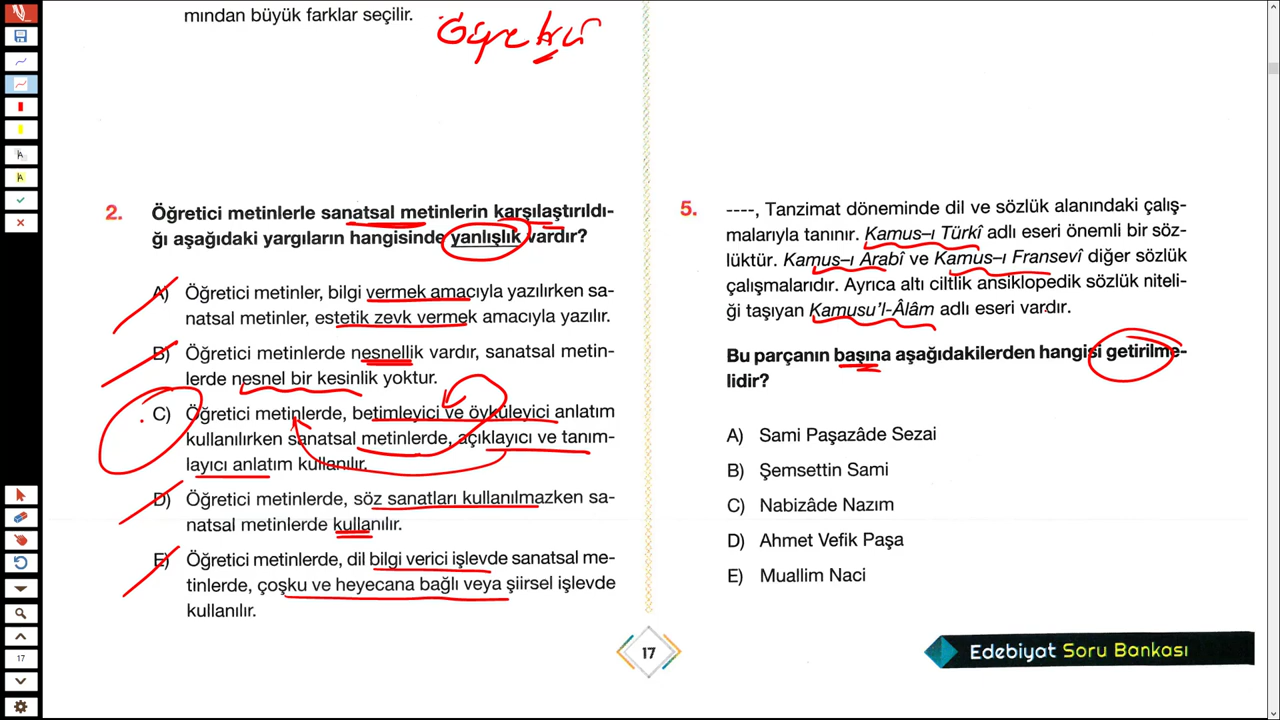 mından büyük farklar seçilir.
Öğretici
2. Öğretici metinlerle sanatsal metinlerin karşılaştırıldı-
ğı aşağıdaki yargıların hangisinde yanlışlık vardır?
A) Öğretici metinler, bilgi vermek amacıyla yazılırken sa-
natsal metinler, estetik zevk vermek amacıyla yazılır.
B) Öğretici metinlerde nesnellik vardır, sanatsal metin-
lerde nesnel bir kesinlik yoktur.
C) Öğretici metinlerde, betimleyici ve öyküleyici anlatım
kullanılırken sanatsal metinlerde, açıklayıcı ve tanım-
layıcı anlatım kullanılır.
D) Öğretici metinlerde, söz sanatları kullanılmazken sa-
natsal metinlerde kullanılır.
E) Öğretici metinlerde, dil bilgi verici işlevde sanatsal me-
tinlerde, çoşku ve heyecana bağlı veya şiirsel işlevde
kullanılır.
5. ----, Tanzimat döneminde dil ve sözlük alanındaki çalış-
malarıyla tanınır. Kamus–ı Türkî adlı eseri önemli bir söz-
lüktür. Kamus–ı Arabî ve Kamus–ı Fransevî diğer sözlük
çalışmalarıdır. Ayrıca altı ciltlik ansiklopedik sözlük niteli-
ği taşıyan Kamusu’l-Âlâm adlı eseri vardır.
Bu parçanın başına aşağıdakilerden hangisi getirilme-
lidir?
A) Sami Paşazâde Sezai
B) Şemsettin Sami
C) Nabizâde Nazım
D) Ahmet Vefik Paşa
E) Muallim Naci
17
Edebiyat Soru Bankası
17